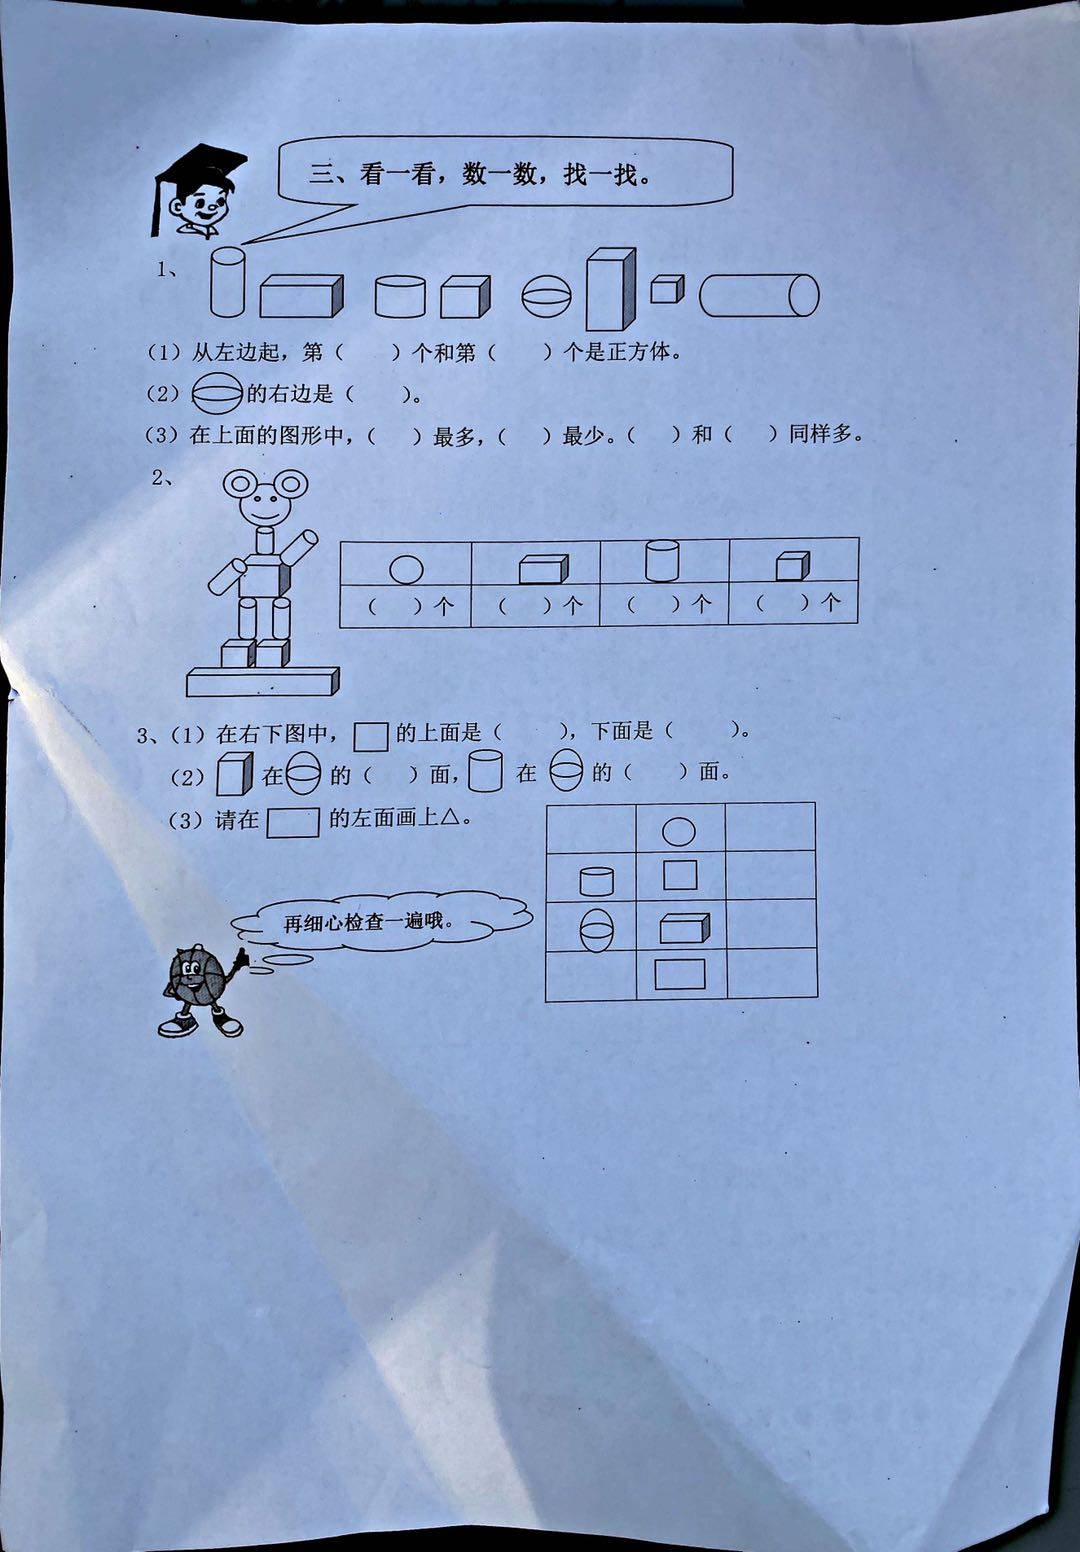 三、看一看，数一数，找一找。
1、
（1）从左边起，第（　　）个和第（　　）个是正方体。
（2）的右边是（　　）。
（3）在上面的图形中，（　　）最多，（　　）最少。（　　）和（　　）同样多。
2、
（　　）个 （　　）个 （　　）个 （　　）个
3、（1）在右下图中，的上面是（　　），下面是（　　）。
（2）在的（　　）面，在的（　　）面。
（3）请在的左面画上△。
再细心检查一遍哦。